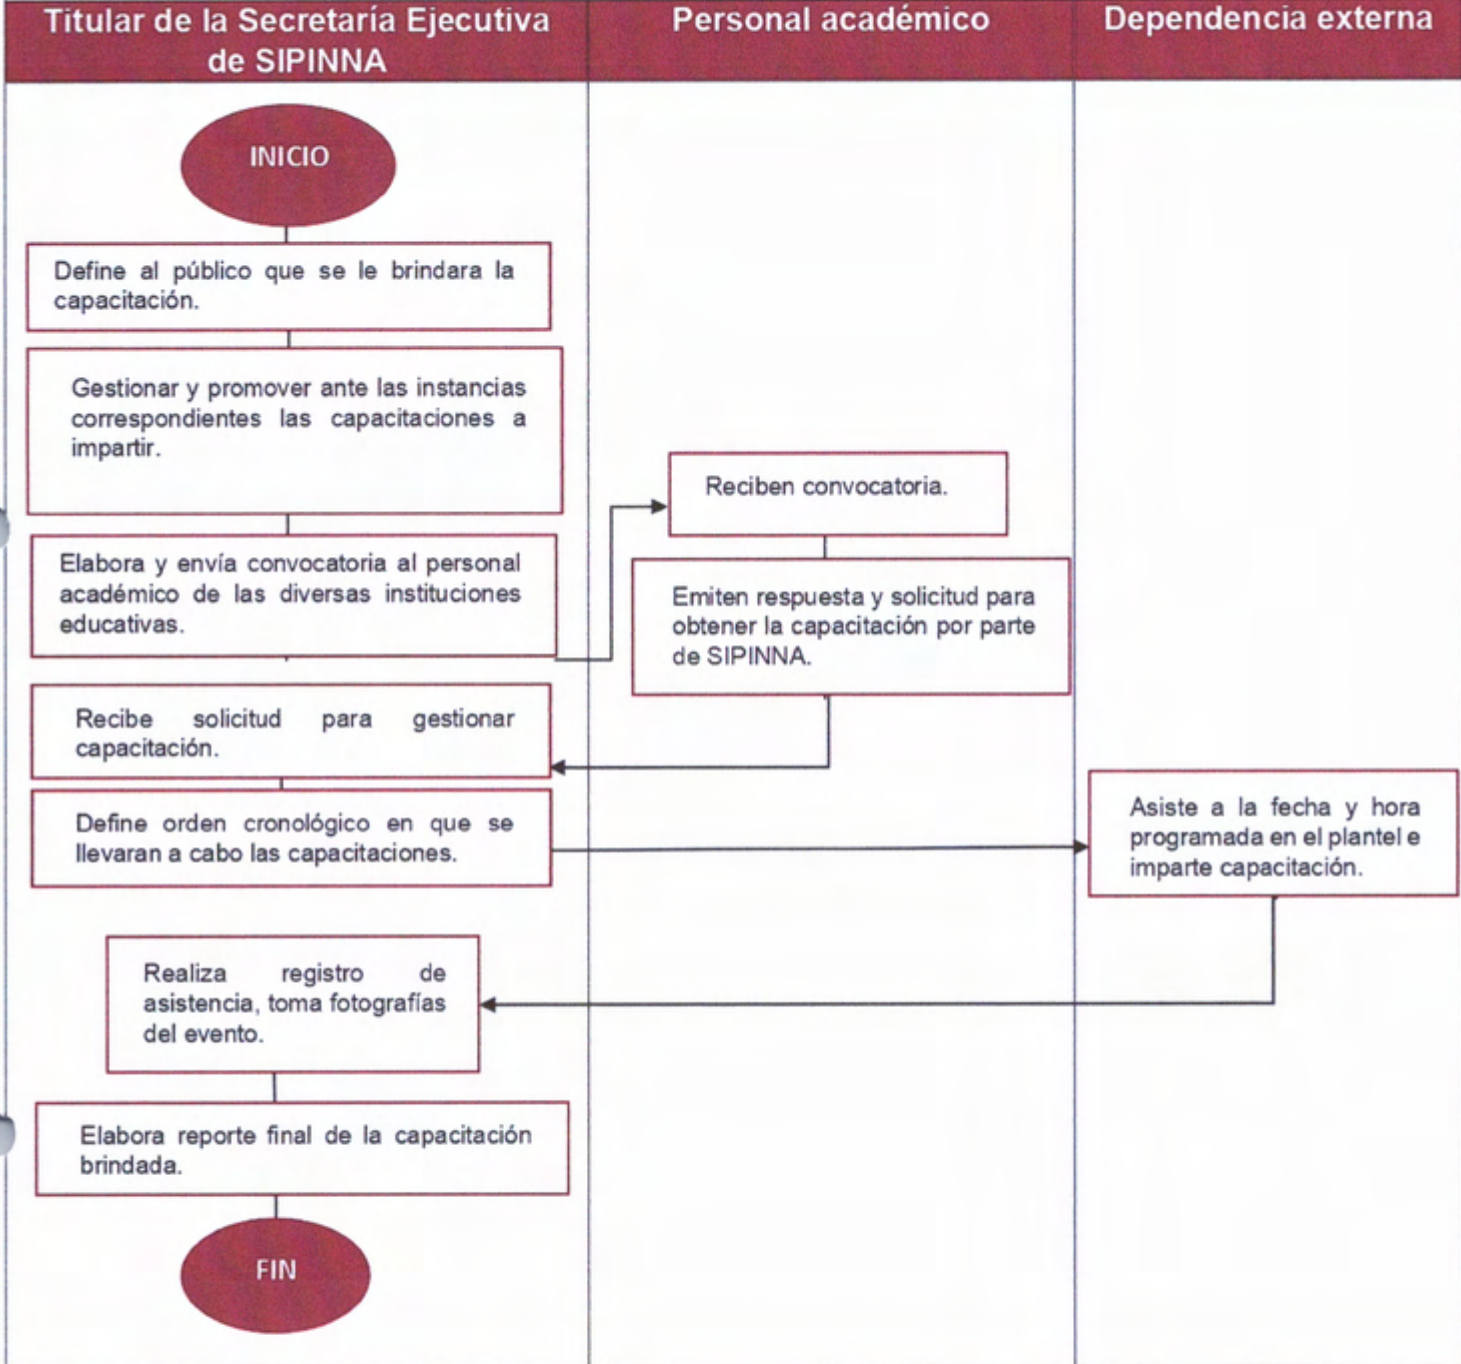 Titular de la Secretaría Ejecutiva
de SIPINNA
Personal académico
Dependencia externa
INICIO
Define al público que se le brindara la
capacitación.
Gestionar y promover ante las instancias
correspondientes las capacitaciones a
impartir.
Elabora y envía convocatoria al personal
académico de las diversas instituciones
educativas.
Reciben convocatoria.
Emiten respuesta y solicitud para
obtener la capacitación por parte
de SIPINNA.
Recibe solicitud para gestionar
capacitación.
Define orden cronológico en que se
llevaran a cabo las capacitaciones.
Asiste a la fecha y hora
programada en el plantel e
imparte capacitación.
Realiza registro de
asistencia, toma fotografías
del evento.
Elabora reporte final de la capacitación
brindada.
FIN